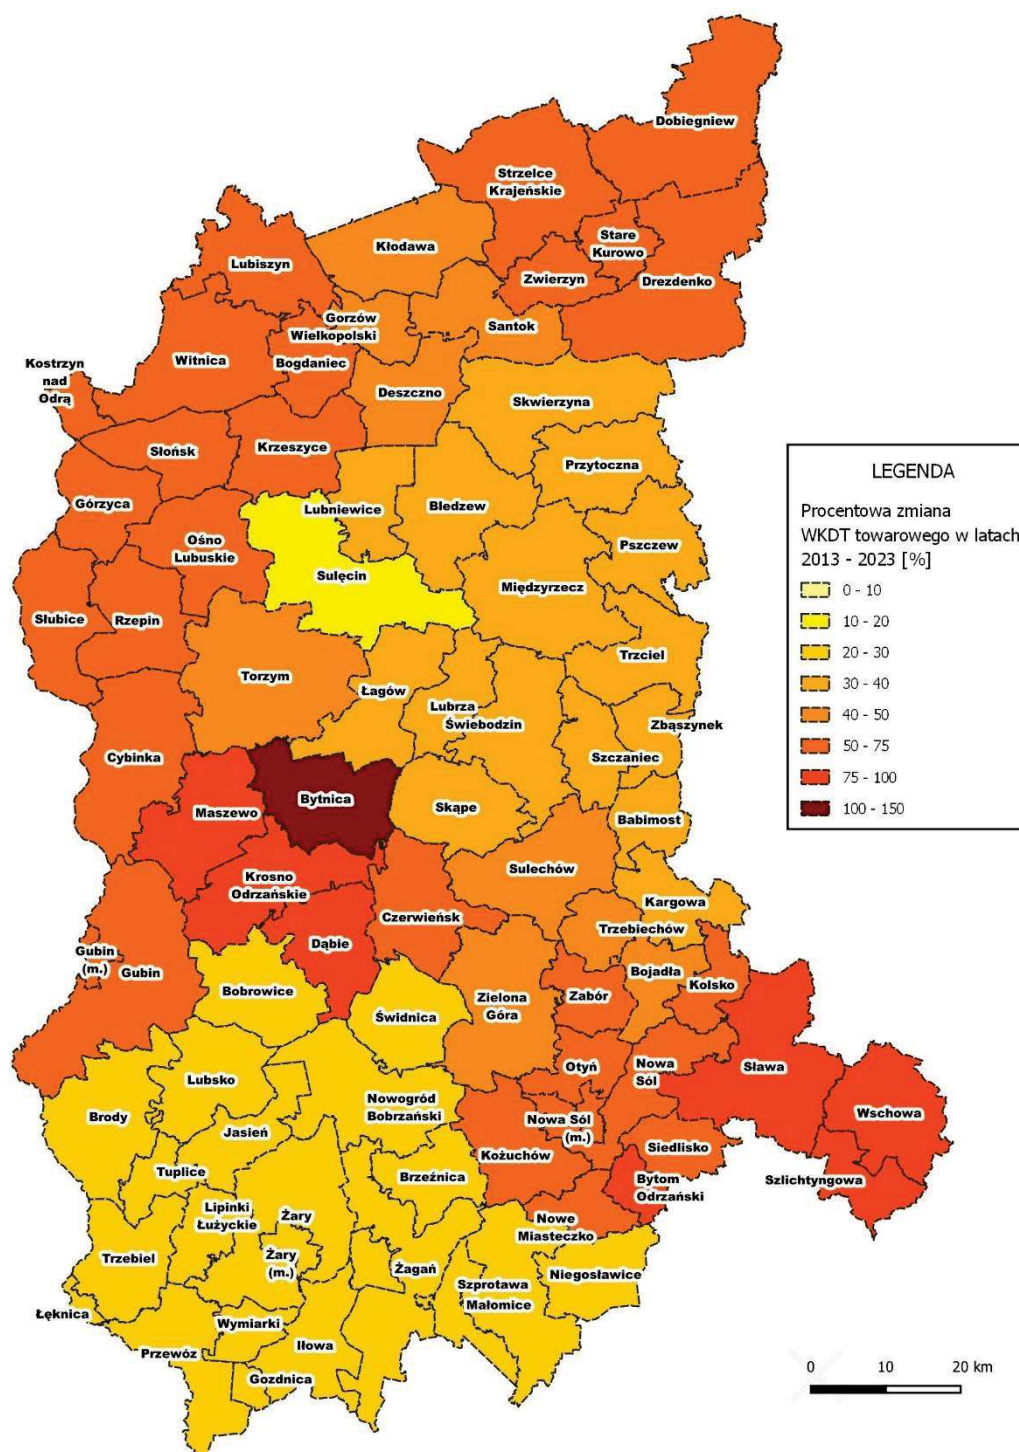 Dobiegniew
Strzelce
Krajeńskie
Stare
Kurowo
Kłodawa
Lubiszyn
Zwierzyn
Drezdenko
Gorzów
Wielkopolski
Santok
Witnica
Bogdaniec
Kostrzyn
nad
Odrą
Deszczno
Skwierzyna
Słońsk
Krzeszyce
Przytoczna
Górzyca
Lubniewice
Bledzew
Ośno
Lubuskie
Pszczew
Sulęcin
Międzyrzecz
Słubice
Rzepin
Trzciel
Torzym
Łagów
Lubrza
Świebodzin
Zbąszynek
Cybinka
Szczaniec
Bytnica
Maszewo
Skąpe
Babimost
Sulechów
Krosno
Odrzańskie
Kargowa
Czerwieńsk
Trzebiechów
Dąbie
Gubin
(m.)
Gubin
Bobrowice
Bojadła
Kolsko
Zielona
Góra
Zabór
Świdnica
Otyń
Nowa
Sól
Sława
Lubsko
Nowogród
Bobrzański
Brody
Wschowa
Nowa Sól
(m.)
Jasień
Siedlisko
Kożuchów
Tuplice
Brzeźnica
Bytom
Odrzański
Szlichtyngowa
Lipinki
Łużyckie
Żary
Nowe
Miasteczko
Trzebiel
Żary
(m.)
Żagań
Niegosławice
Szprotawa
Małomice
Łęknica
Wymiarki
Przewóz
Iłowa
Gozdnica
LEGENDA
Procentowa zmiana
WKDT towarowego w latach
2013 - 2023 [%]
0 - 10
10 - 20
20 - 30
30 - 40
40 - 50
50 - 75
75 - 100
100 - 150
0 10 20 km